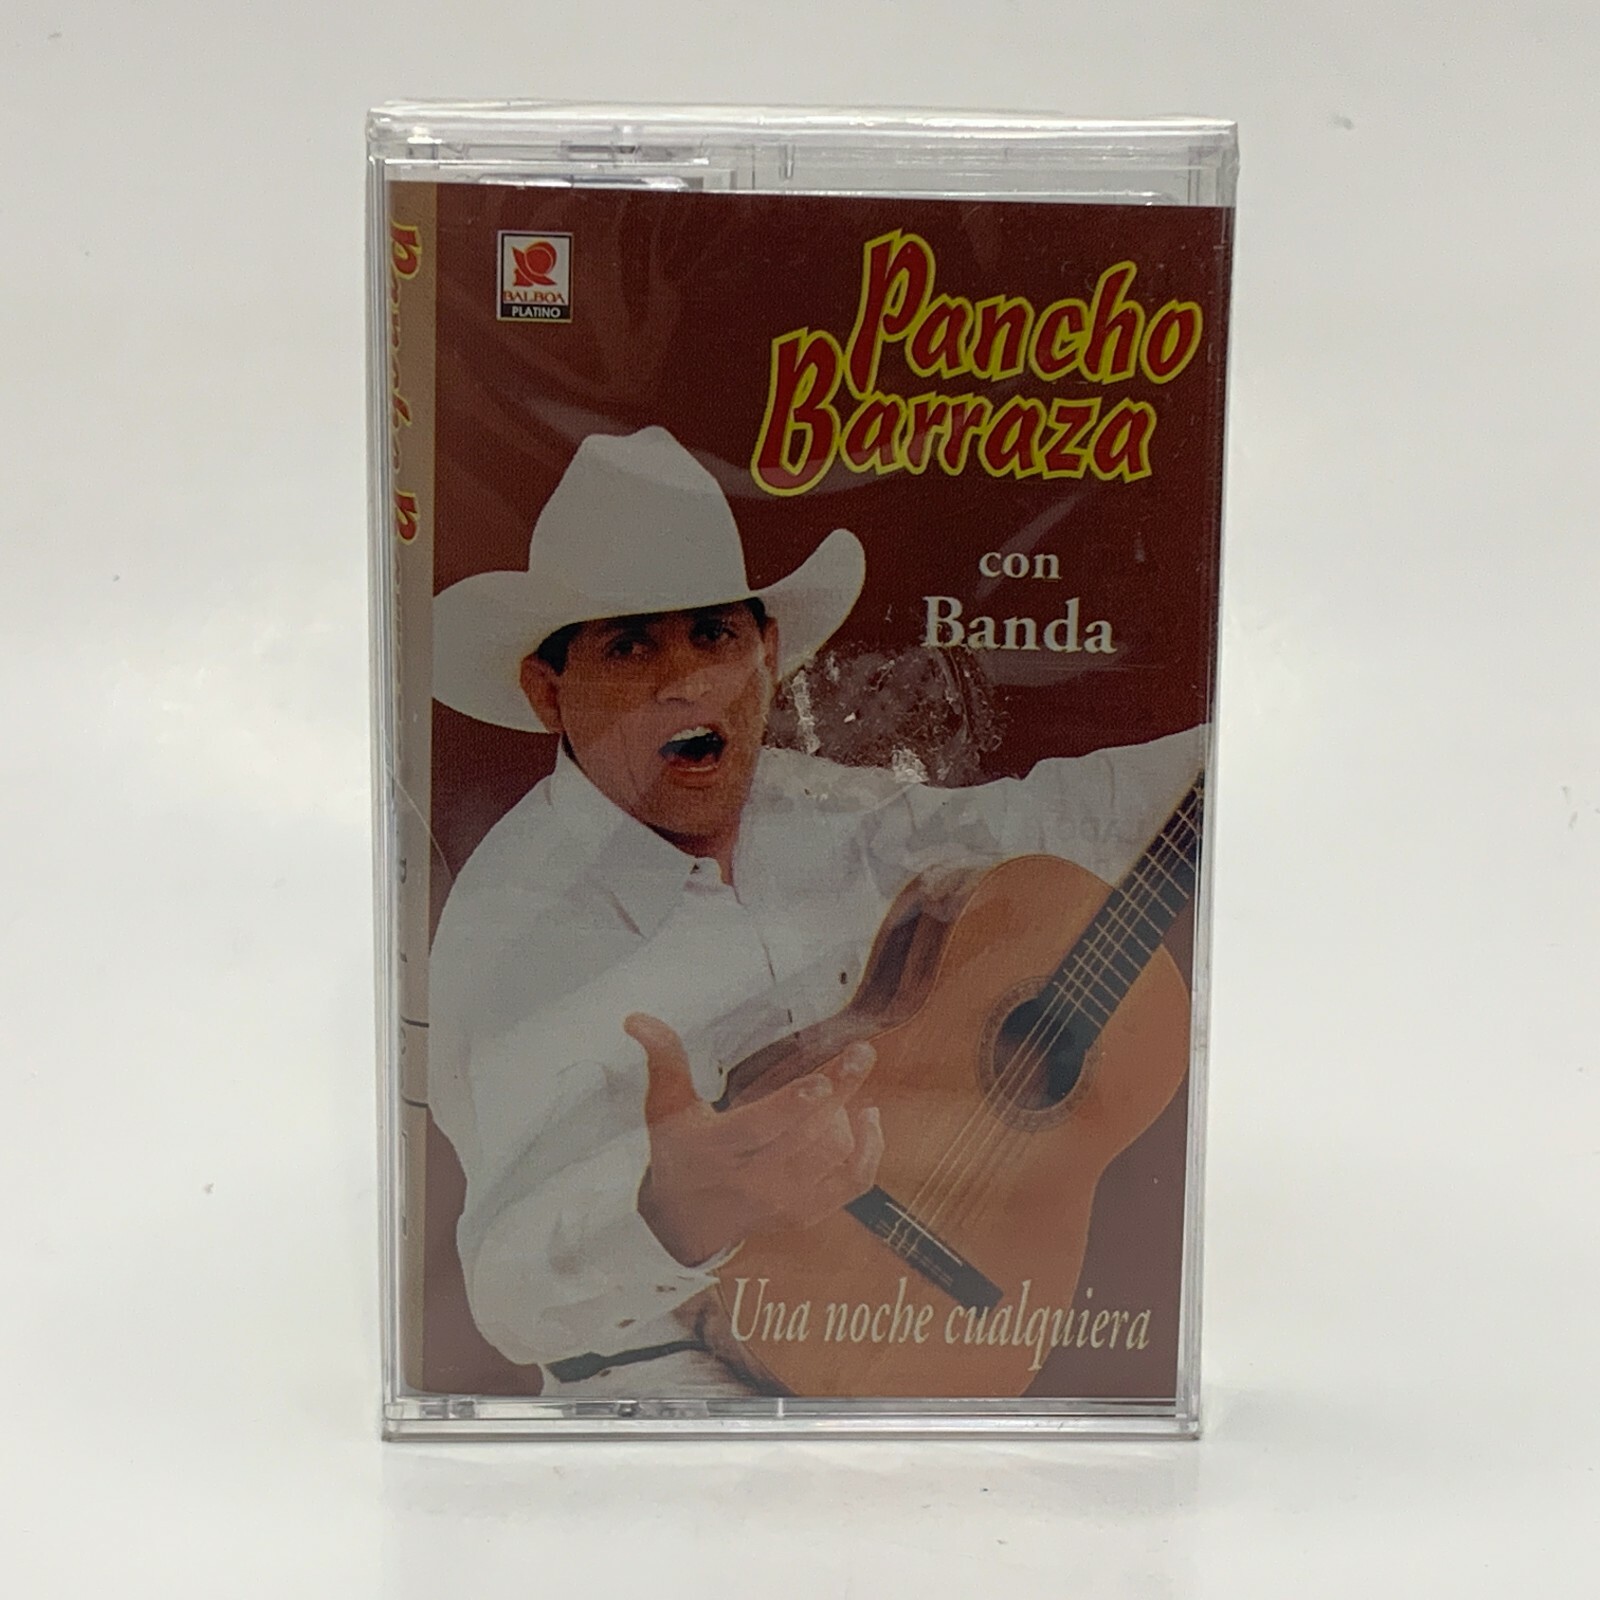 BALBOA
PLATINO
Pancho
Barraza
con
Banda
Una noche cualquiera